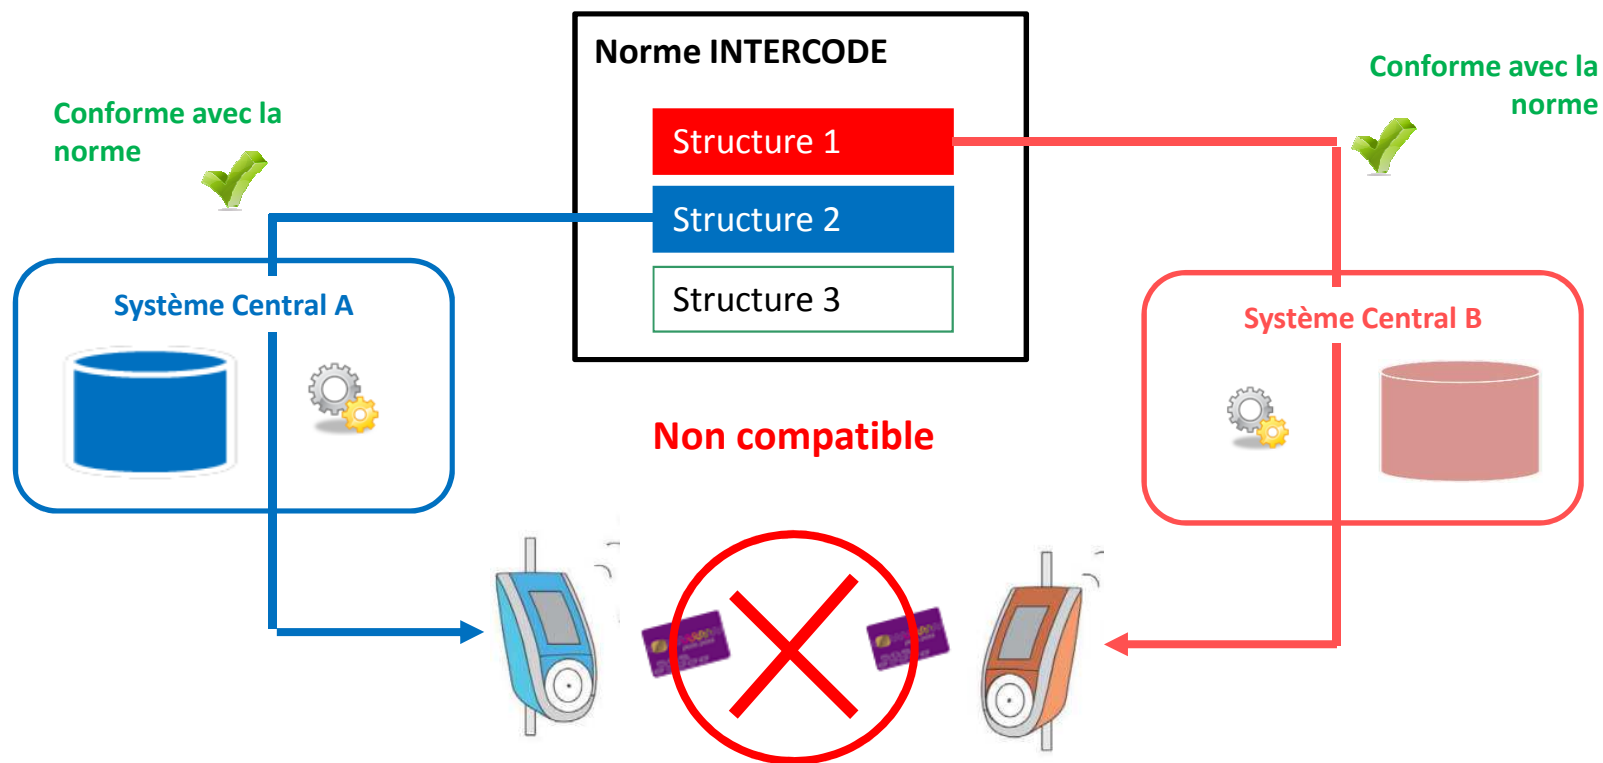 Norme INTERCODE
Conforme avec la
norme
Conforme avec la
norme
Structure 1
Structure 2
Structure 3
Système Central A
Système Central B
Non compatible